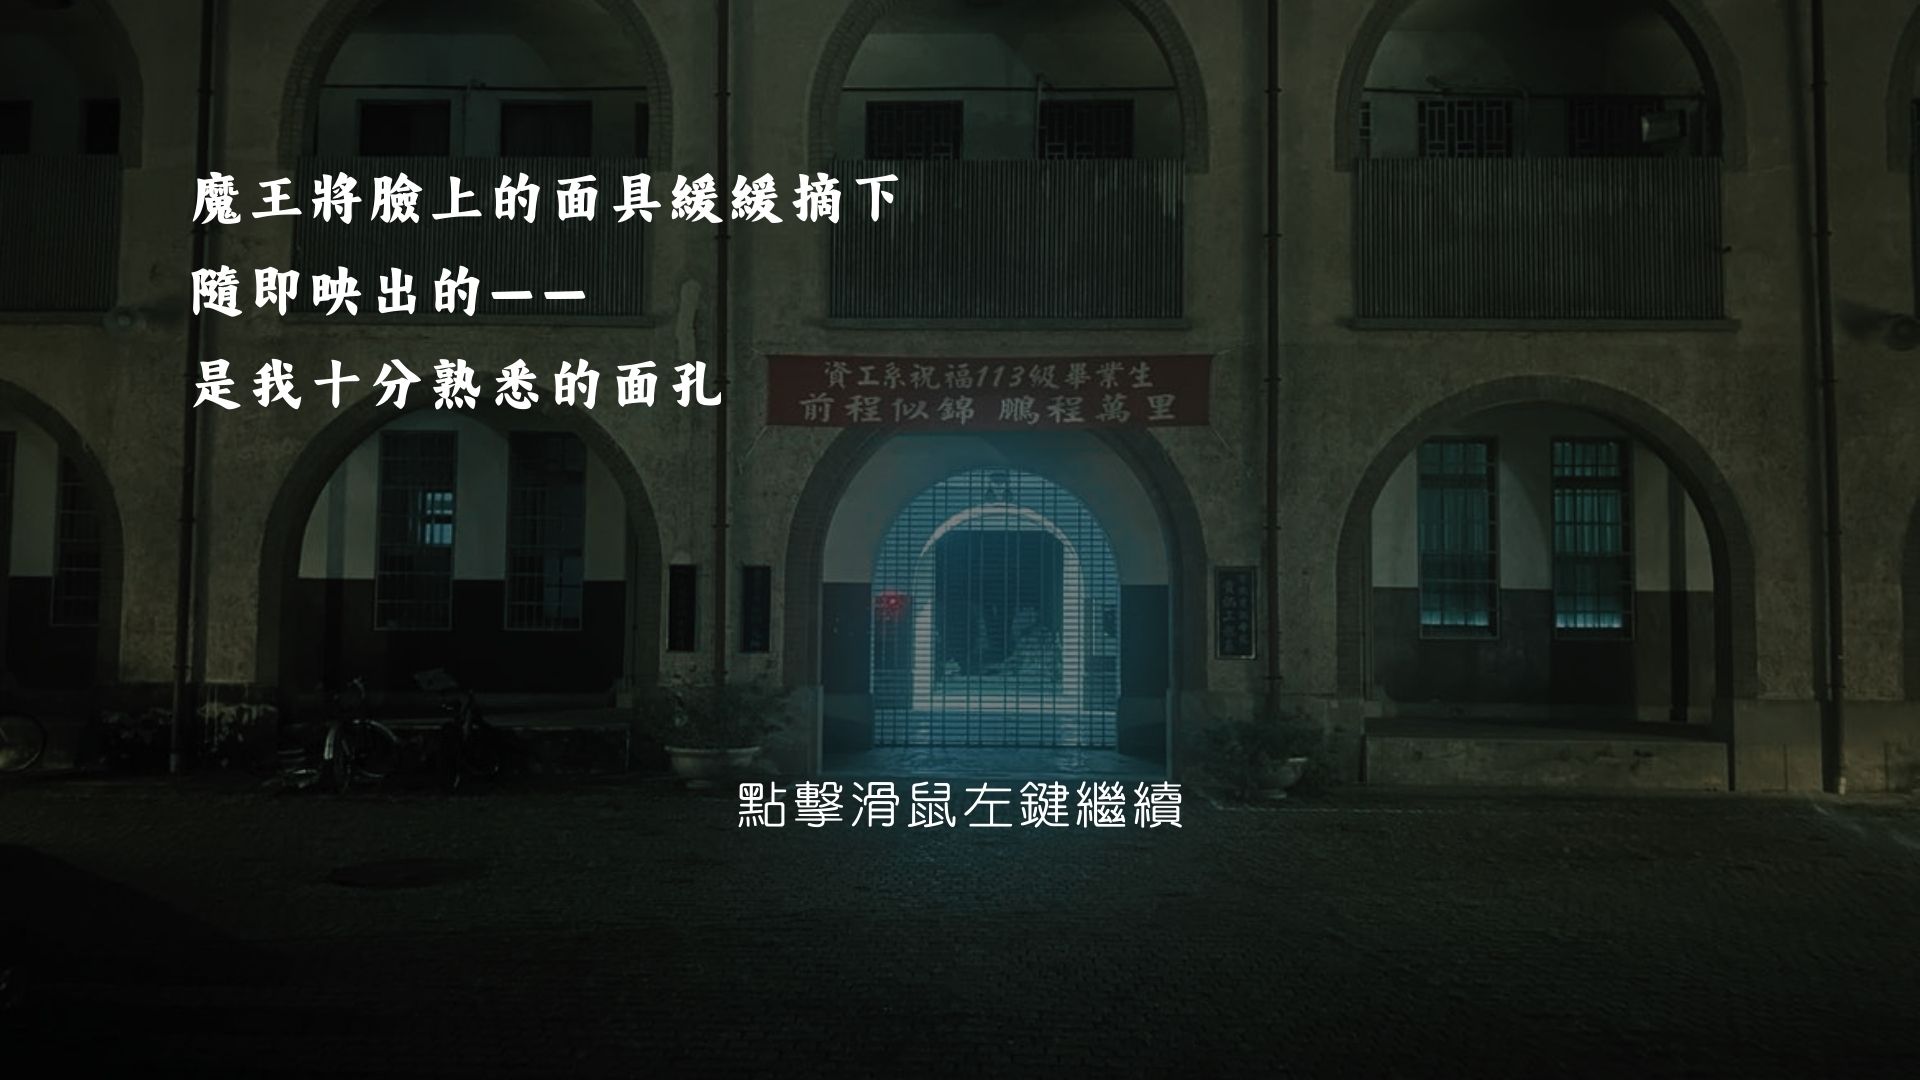 魔王將臉上的面具緩緩摘下
隨即映出的——
是我十分熟悉的面孔
資工系祝福113級畢業生
前程似錦 鵬程萬里
點擊滑鼠左鍵繼續